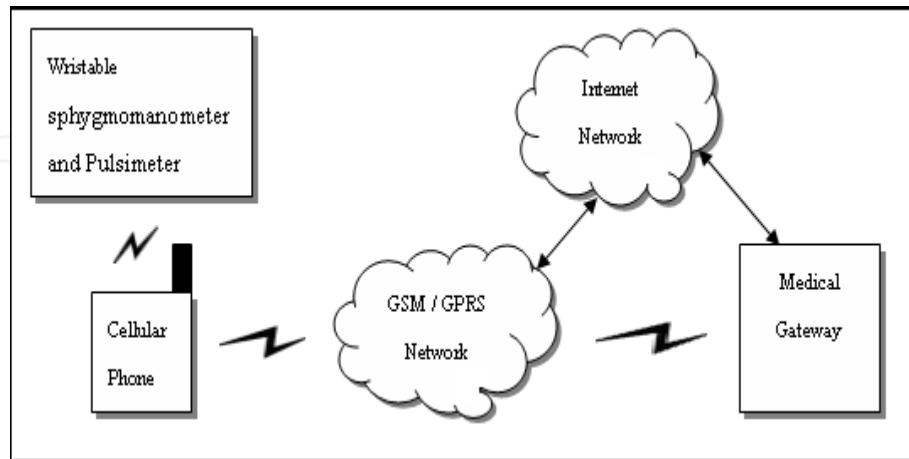 Wristable
sphygmomanometer
and Pulsimeter
Internet
Network
Cellular
Phone
GSM / GPRS
Network
Medical
Gateway